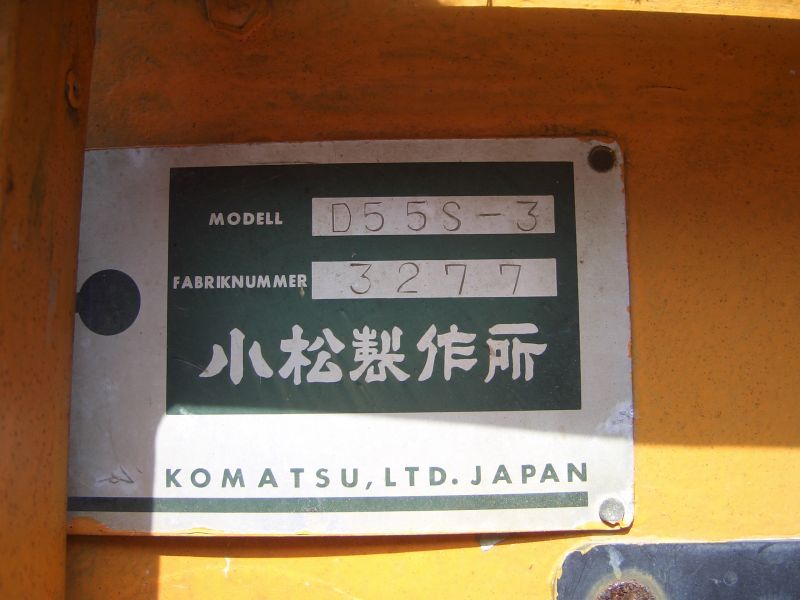 MODELL D55S-3
FABRIKNUMMER 3277
小松製作所
KOMATSU, LTD. JAPAN